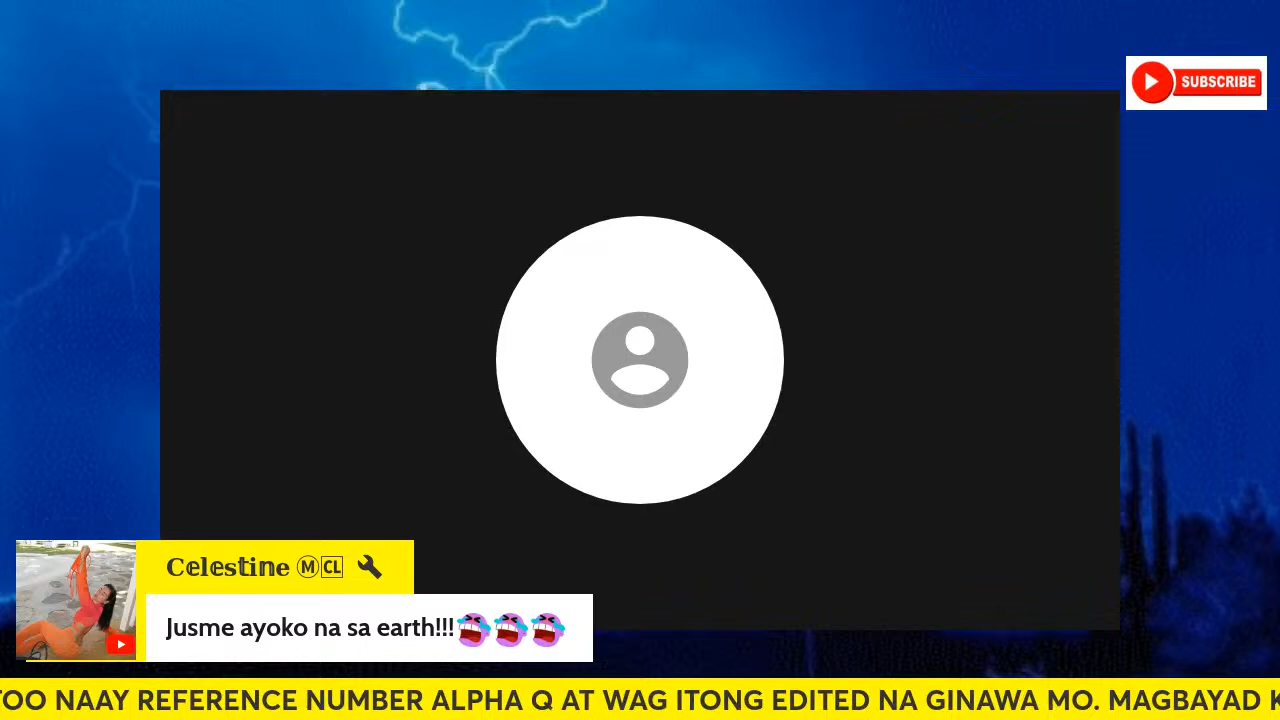 SUBSCRIBE
Celestine Ⓜ🄲🄻
Jusme ayoko na sa earth!!!
TOO NAAY REFERENCE NUMBER ALPHA Q AT WAG ITONG EDITED NA GINAWA MO. MAGBAYAD K